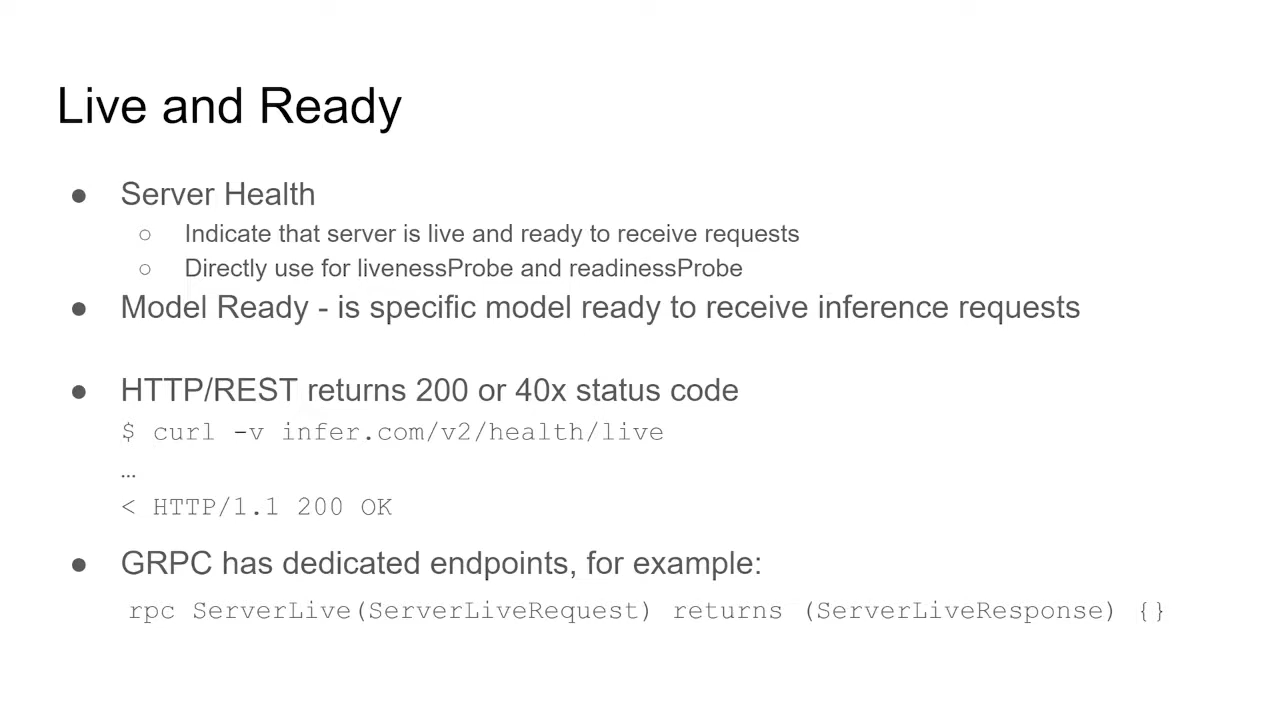 Live and Ready
● Server Health
○ Indicate that server is live and ready to receive requests
○ Directly use for livenessProbe and readinessProbe
● Model Ready - is specific model ready to receive inference requests
● HTTP/REST returns 200 or 40x status code
$ curl -v infer.com/v2/health/live
…
< HTTP/1.1 200 OK
● GRPC has dedicated endpoints, for example:
rpc ServerLive(ServerLiveRequest) returns (ServerLiveResponse) {}